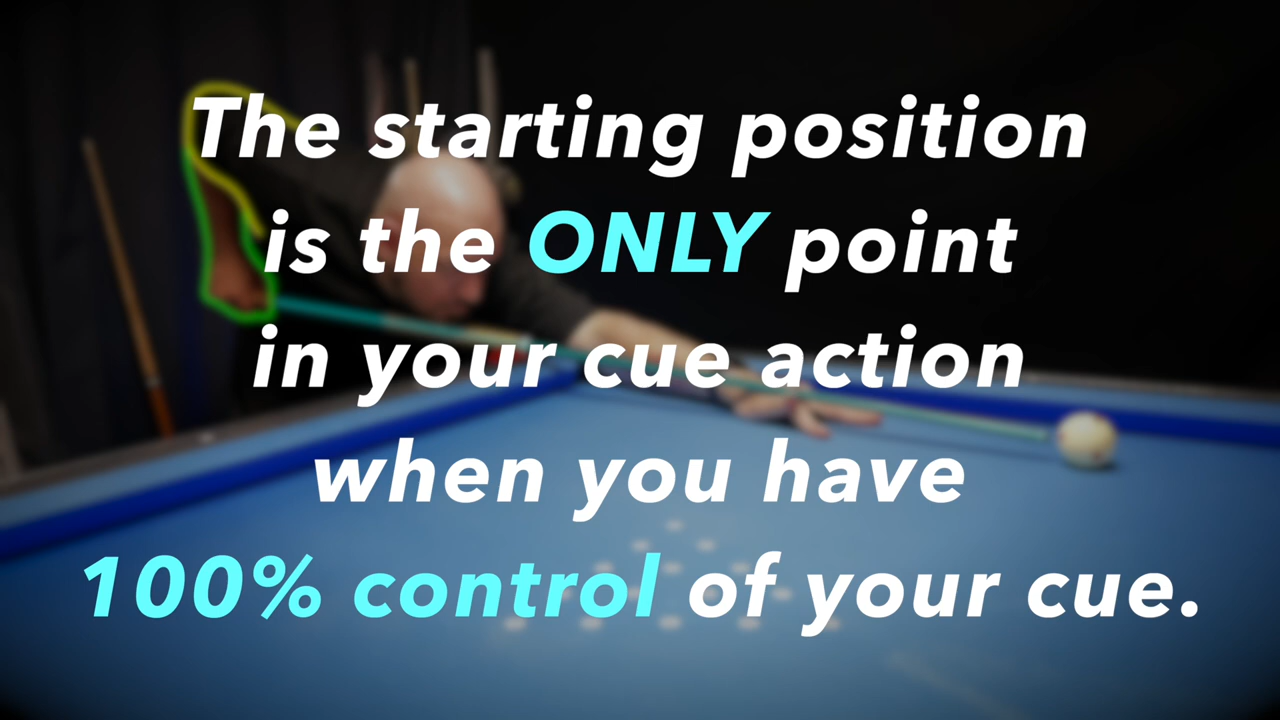 The starting position
is the ONLY point
in your cue action
when you have
100% control of your cue.